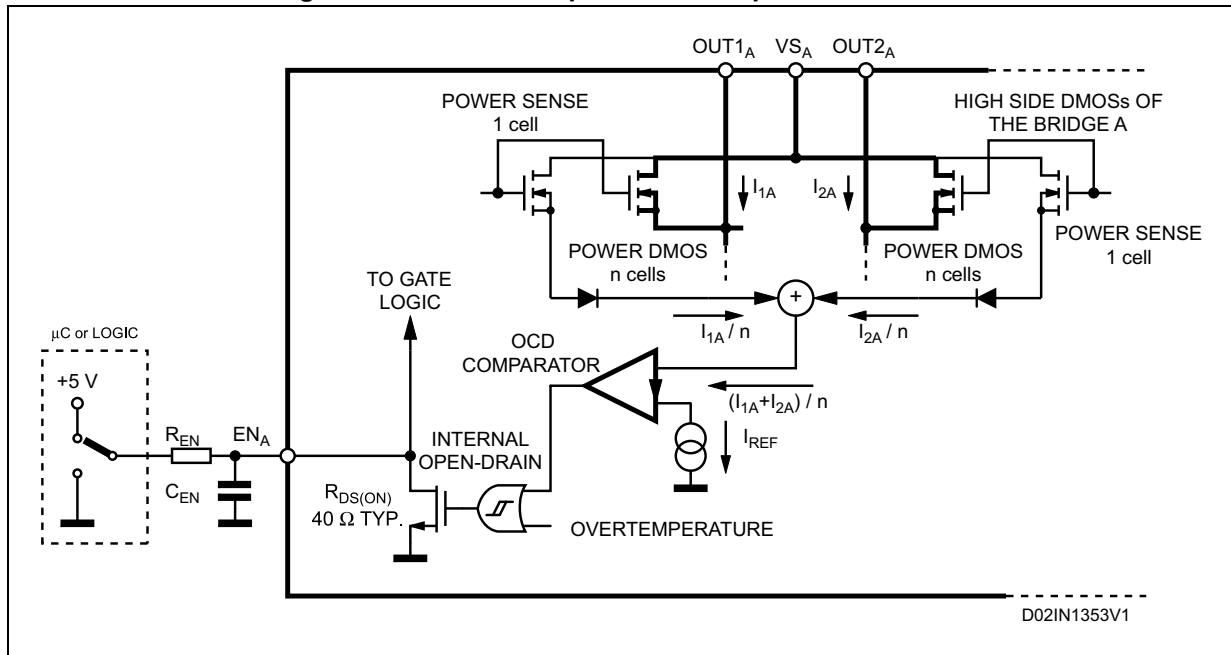 OUT1A VSA OUT2A
POWER SENSE
1 cell
HIGH SIDE DMOSs OF
THE BRIDGE A
I1A I2A
POWER DMOS
n cells
POWER DMOS
n cells
POWER SENSE
1 cell
TO GATE
LOGIC
+
I1A / n I2A / n
OCD
COMPARATOR
(I1A+I2A) / n
IREF
μC or LOGIC
+5 V
REN ENA
CEN
INTERNAL
OPEN-DRAIN
RDS(ON)
40 Ω TYP.
OVERTEMPERATURE
D02IN1353V1